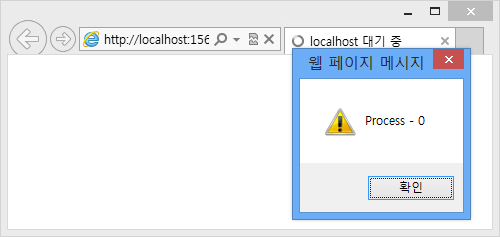 http://localhost:156
localhost 대기 중
웹 페이지 메시지
Process - 0
확인